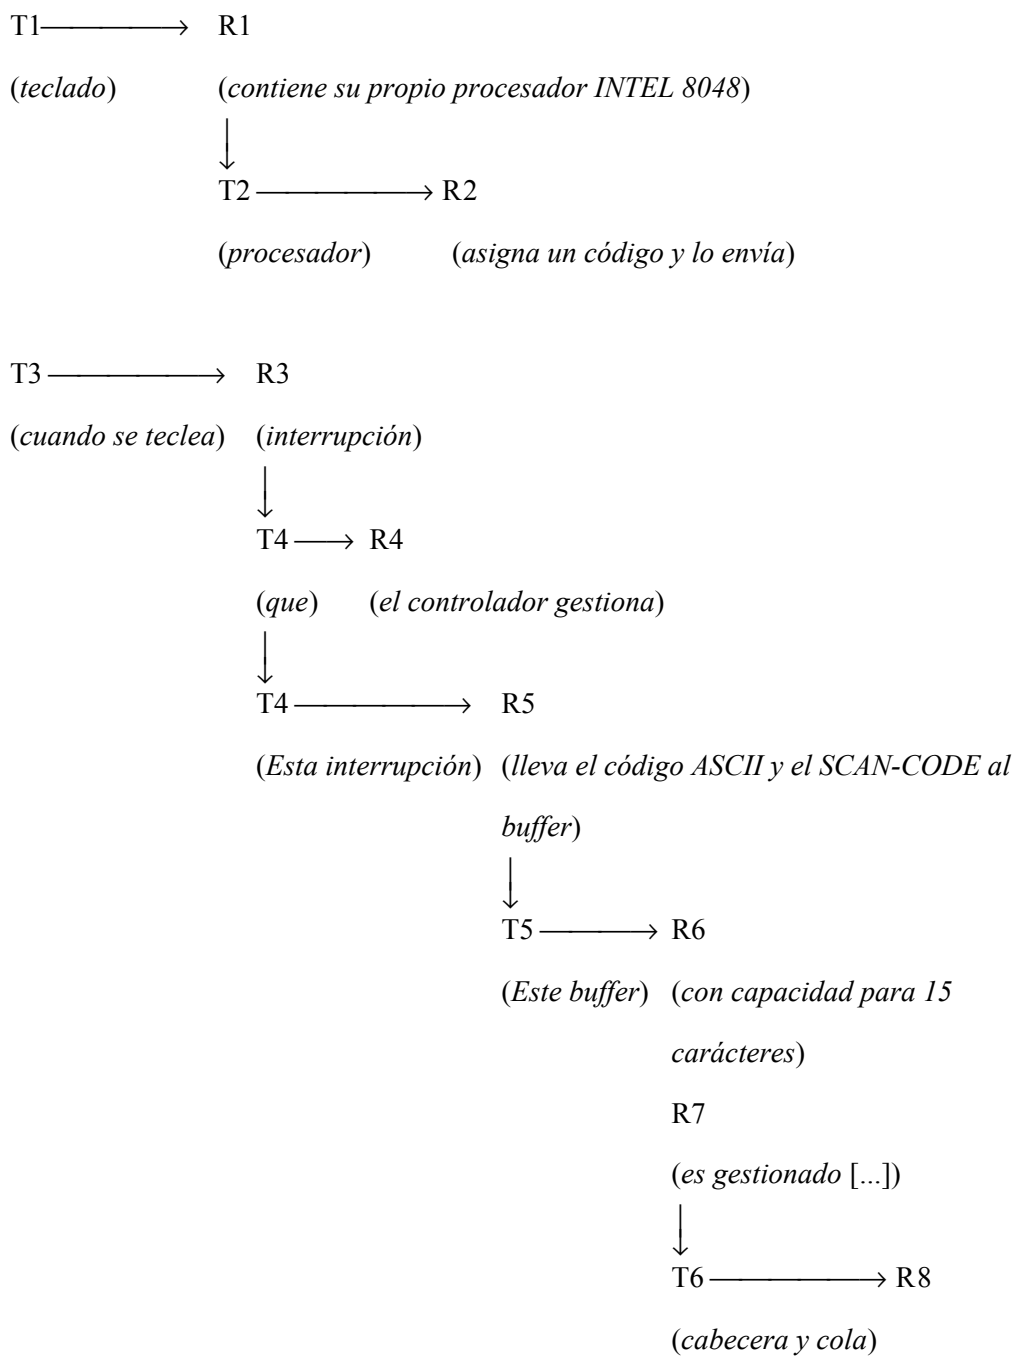 T1 → R1
(teclado) (contiene su propio procesador INTEL 8048)
↓
T2 → R2
(procesador) (asigna un código y lo envía)
T3 → R3
(cuando se teclea) (interrupción)
↓
T4 → R4
(que) (el controlador gestiona)
↓
T4 → R5
(Esta interrupción) (lleva el código ASCII y el SCAN-CODE al
buffer)
↓
T5 → R6
(Este buffer) (con capacidad para 15
carácteres)
R7
(es gestionado [...])
↓
T6 → R8
(cabecera y cola)